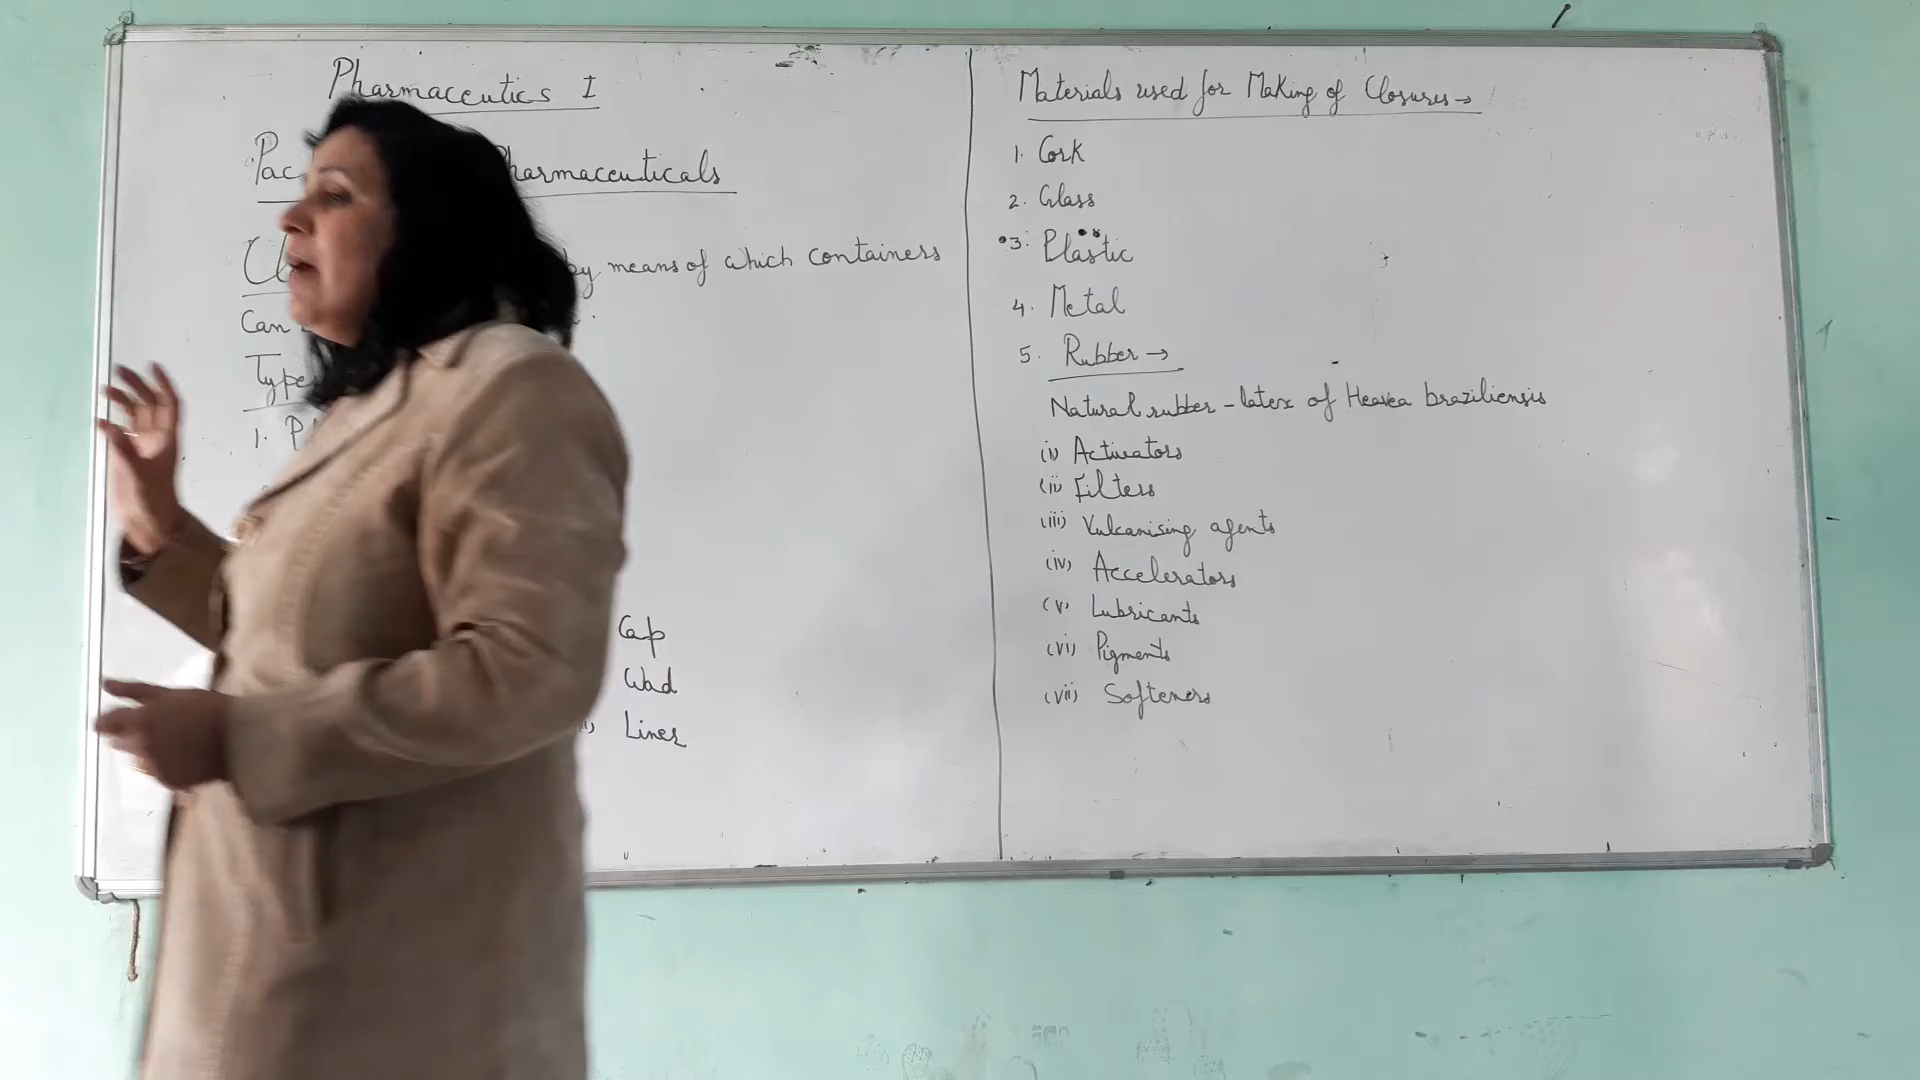 Pharmaceutics I
Pac harmaceuticals
Cl by means of which containers
Can
Type
1. P
Cap
Wad
Liner
Materials used for Making of Closures →
1. Cork
2. Glass
3. Plastic
4. Metal
5. Rubber →
Natural rubber - latex of Heavea braziliensis
(i) Activators
(ii) Filters
(iii) Vulcanising agents
(iv) Accelerators
(v) Lubricants
(vi) Pigments
(vii) Softeners